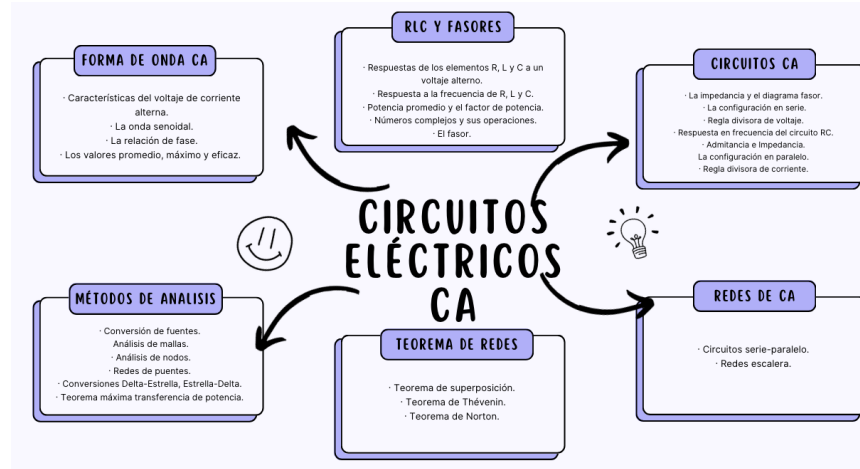 RLC Y FASORES
· Respuestas de los elementos R, L y C a un
voltaje alterno.
· Respuesta a la frecuencia de R, L y C.
· Potencia promedio y el factor de potencia.
· Números complejos y sus operaciones.
· El fasor.
FORMA DE ONDA CA
· Características del voltaje de corriente
alterna.
· La onda senoidal.
· La relación de fase.
· Los valores promedio, máximo y eficaz.
CIRCUITOS CA
· La impedancia y el diagrama fasor.
· La configuración en serie.
· Regla divisora de voltaje.
· Respuesta en frecuencia del circuito RC.
· Admitancia e Impedancia.
La configuración en paralelo.
· Regla divisora de corriente.
CIRCUITOS
ELÉCTRICOS
CA
MÉTODOS DE ANALISIS
· Conversión de fuentes.
Análisis de mallas.
· Análisis de nodos.
· Redes de puentes.
· Conversiones Delta-Estrella, Estrella-Delta.
· Teorema máxima transferencia de potencia.
TEOREMA DE REDES
· Teorema de superposición.
· Teorema de Thévenin.
· Teorema de Norton.
REDES DE CA
· Circuitos serie-paralelo.
· Redes escalera.